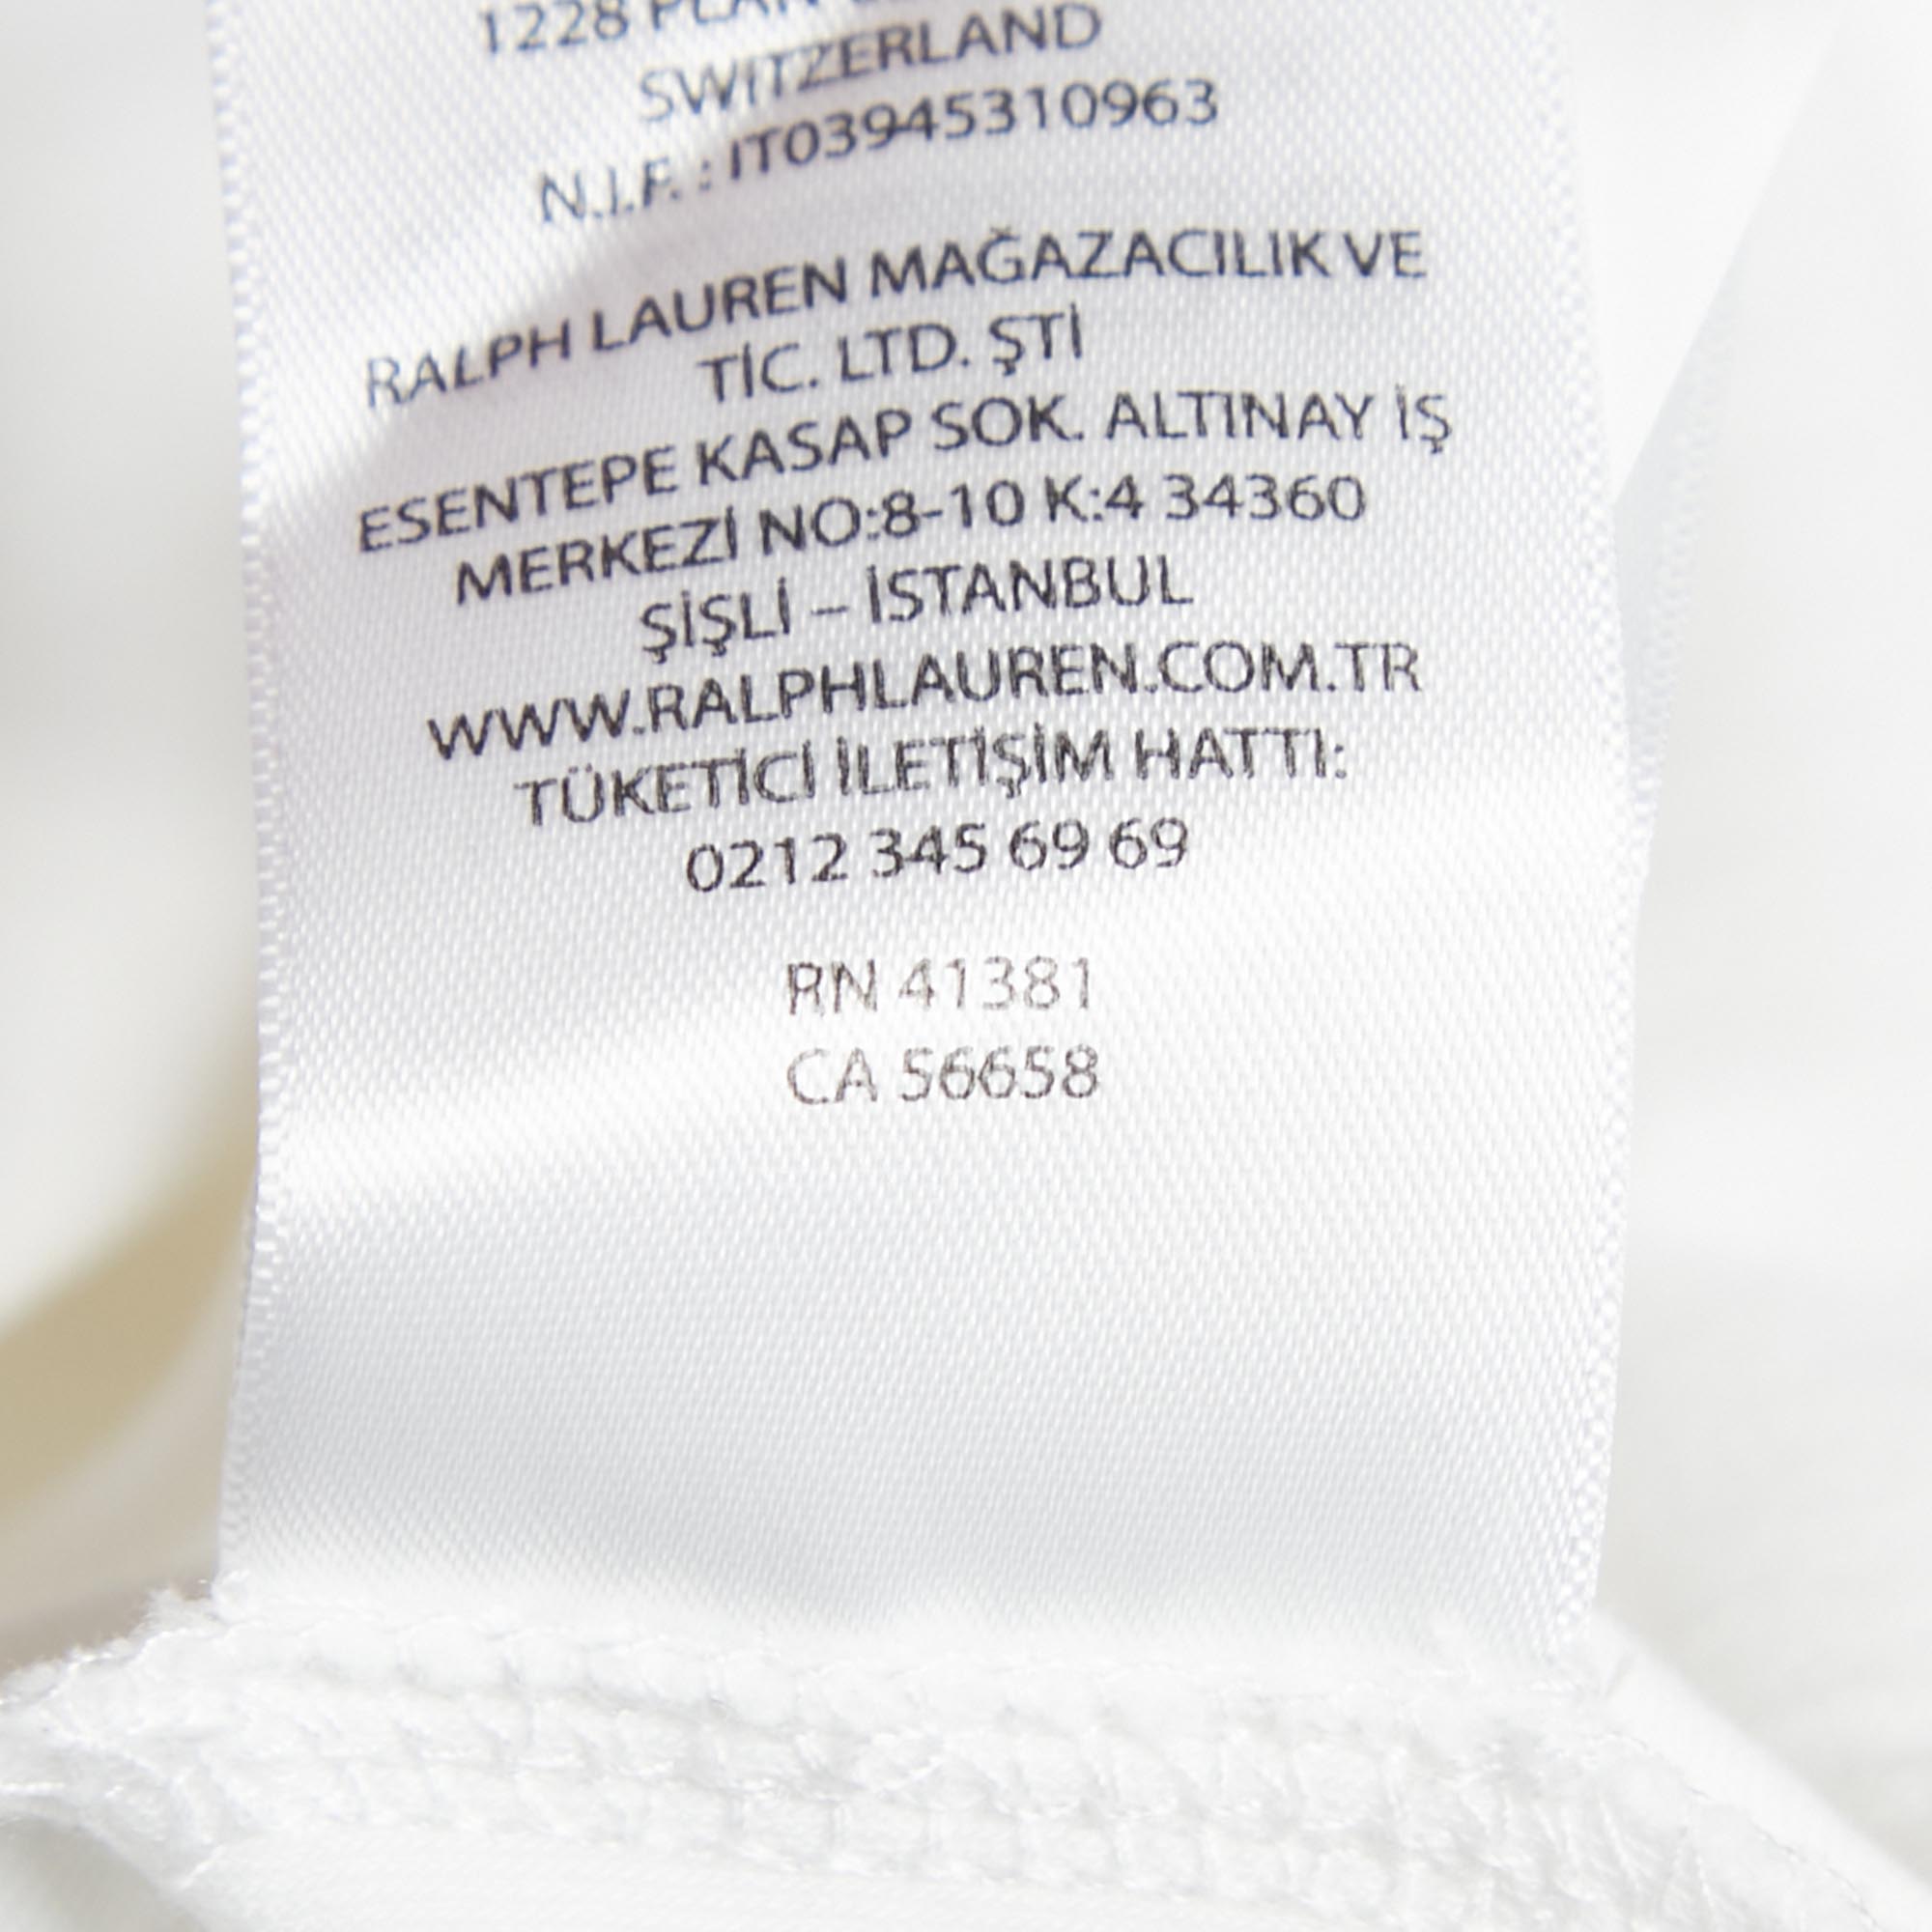 1228
SWITZERLAND
N.I.F. : IT03945310963
RALPH LAUREN MAĞAZACILIK VE
TİC. LTD. ŞTİ
ESENTEPE KASAP SOK. ALTINAY İŞ
MERKEZİ NO:8-10 K:4 34360
ŞİŞLİ – İSTANBUL
WWW.RALPHLAUREN.COM.TR
TÜKETİCİ İLETİŞİM HATTI:
0212 345 69 69
RN 41381
CA 56658